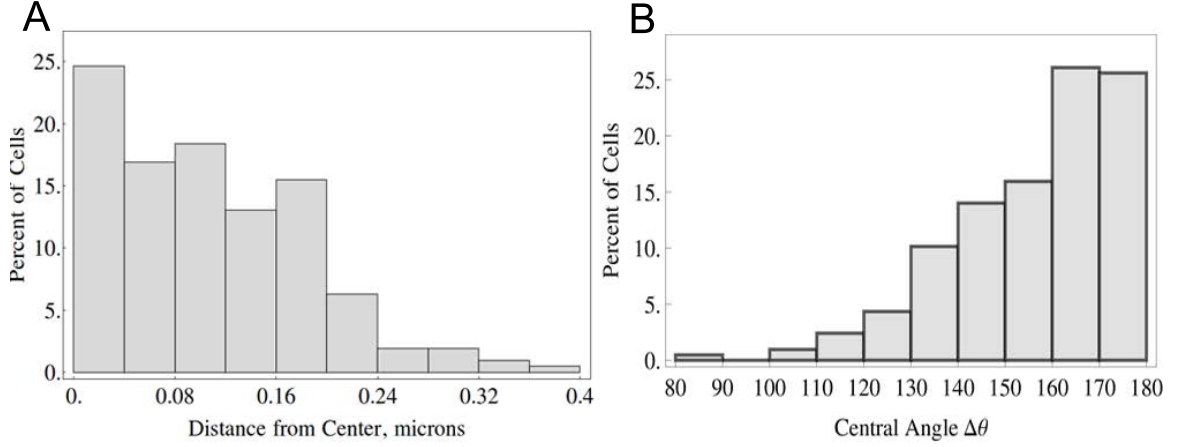 A
Percent of Cells
25.
20.
15.
10.
5.
0.
0. 0.08 0.16 0.24 0.32 0.4
Distance from Center, microns
B
Percent of Cells
25.
20.
15.
10.
5.
0.
80 90 100 110 120 130 140 150 160 170 180
Central Angle Δθ